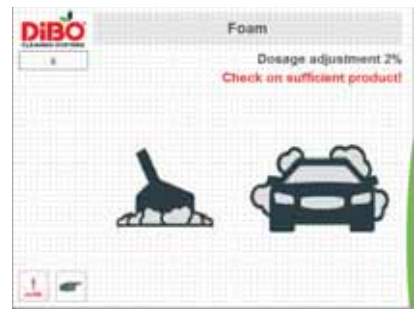 DiBO
CLEANING SYSTEMS
Foam
Dosage adjustment 2%
Check on sufficient product!